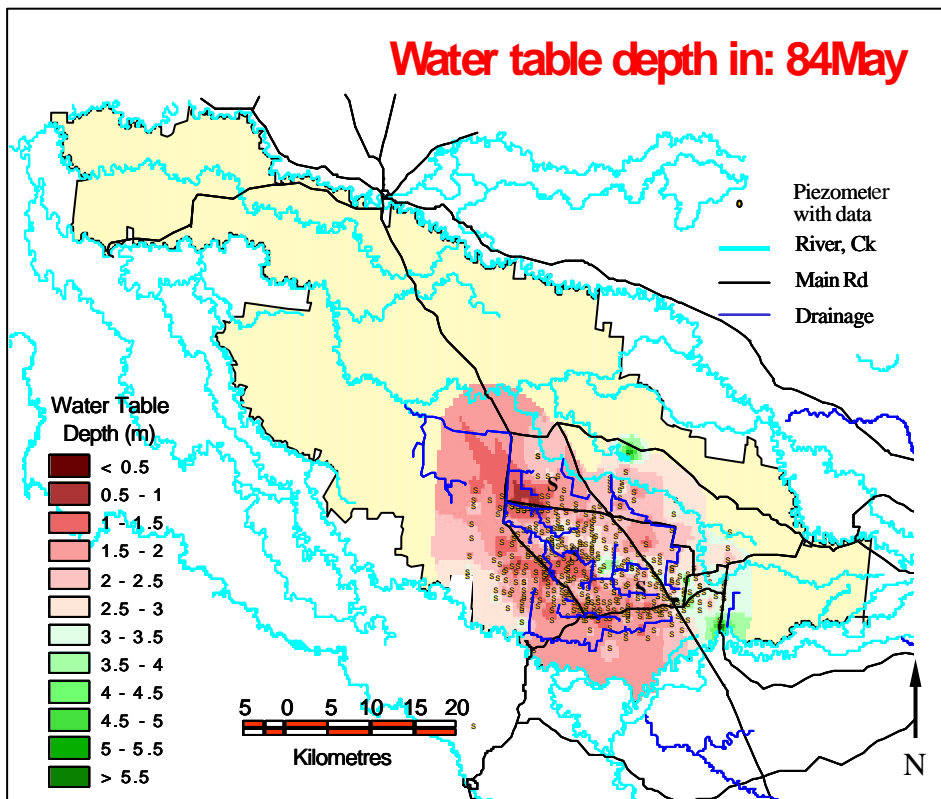 Water table depth in: 84May
Piezometer
with data
River, Ck
Main Rd
Drainage
Water Table
Depth (m)
< 0.5
0.5 - 1
1 - 1.5
1.5 - 2
2 - 2.5
2.5 - 3
3 - 3.5
3.5 - 4
4 - 4.5
4.5 - 5
5 - 5.5
> 5.5
S
S
5 0 5 10 15 20
Kilometres
N